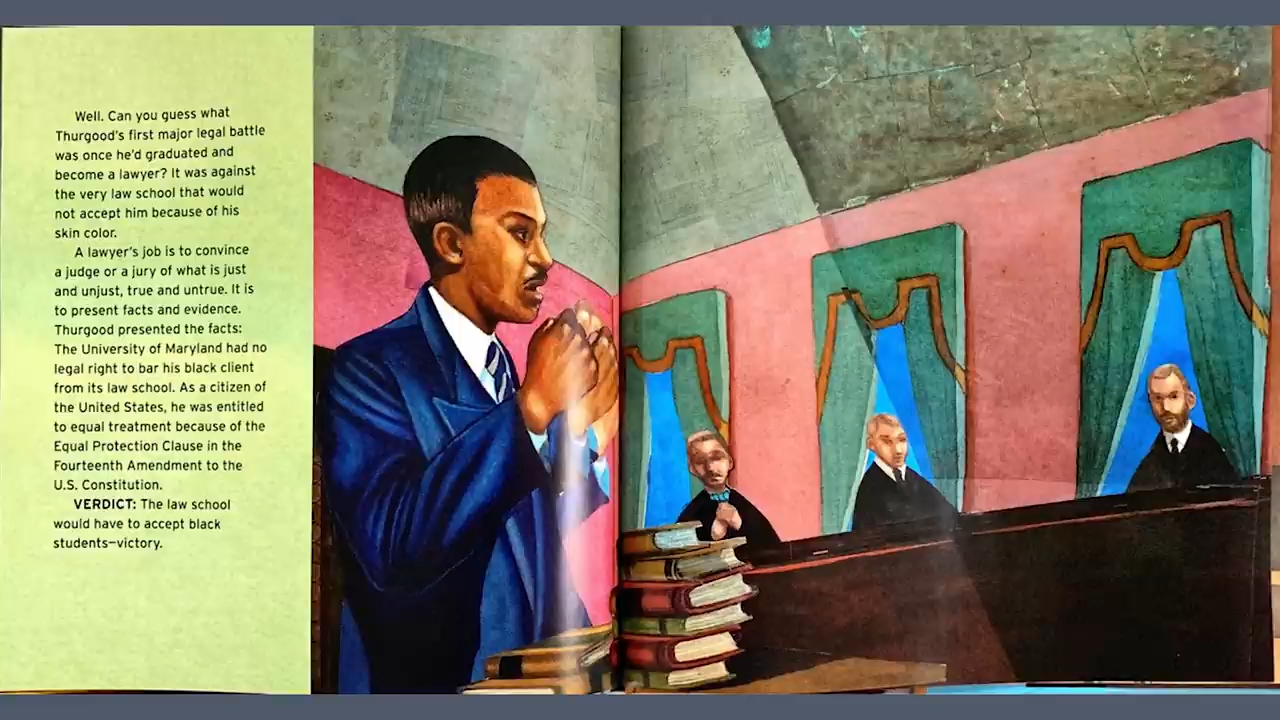 Well. Can you guess what
Thurgood's first major legal battle
was once he'd graduated and
become a lawyer? It was against
the very law school that would
not accept him because of his
skin color.
A lawyer's job is to convince
a judge or a jury of what is just
and unjust, true and untrue. It is
to present facts and evidence.
Thurgood presented the facts:
The University of Maryland had no
legal right to bar his black client
from its law school. As a citizen of
the United States, he was entitled
to equal treatment because of the
Equal Protection Clause in the
Fourteenth Amendment to the
U.S. Constitution.
VERDICT: The law school
would have to accept black
students—victory.